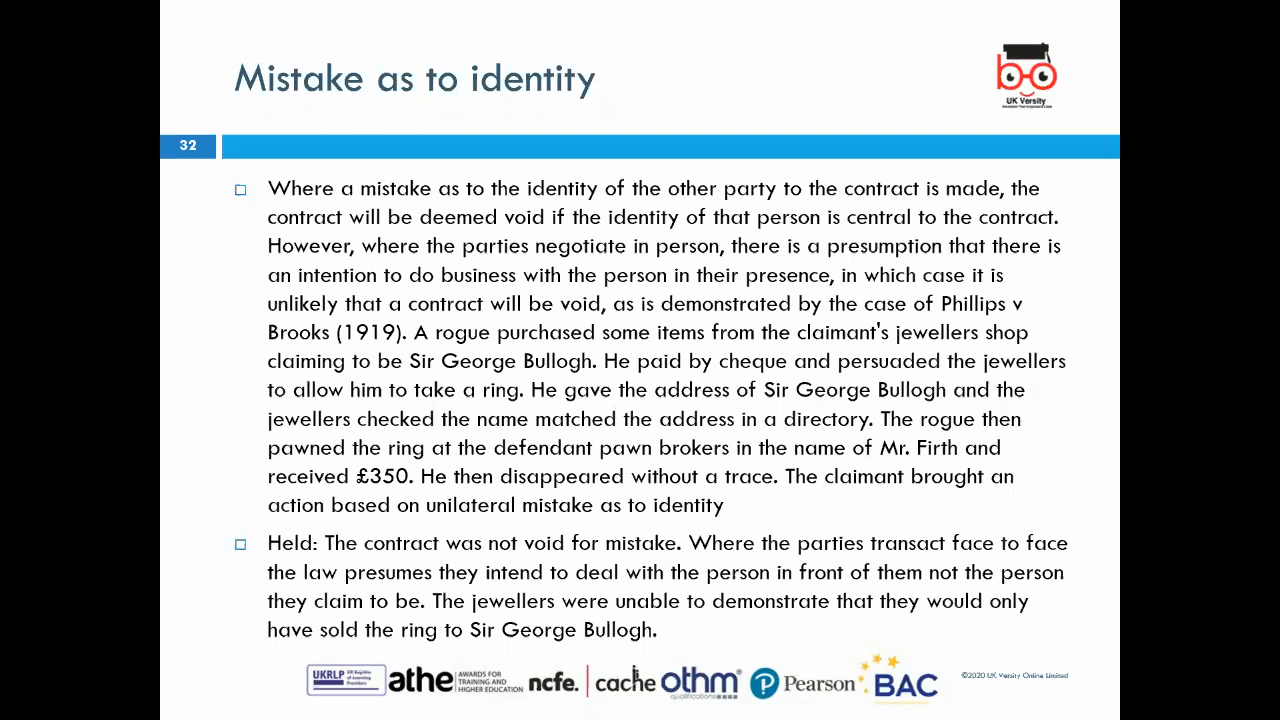 Mistake as to identity
UK Versity
32
Where a mistake as to the identity of the other party to the contract is made, the
contract will be deemed void if the identity of that person is central to the contract.
However, where the parties negotiate in person, there is a presumption that there is
an intention to do business with the person in their presence, in which case it is
unlikely that a contract will be void, as is demonstrated by the case of Phillips v
Brooks (1919). A rogue purchased some items from the claimant's jewellers shop
claiming to be Sir George Bullogh. He paid by cheque and persuaded the jewellers
to allow him to take a ring. He gave the address of Sir George Bullogh and the
jewellers checked the name matched the address in a directory. The rogue then
pawned the ring at the defendant pawn brokers in the name of Mr. Firth and
received £350. He then disappeared without a trace. The claimant brought an
action based on unilateral mistake as to identity
Held: The contract was not void for mistake. Where the parties transact face to face
the law presumes they intend to deal with the person in front of them not the person
they claim to be. The jewellers were unable to demonstrate that they would only
have sold the ring to Sir George Bullogh.
UKRLP UK Register of Learning Providers
athe AWARDS FOR TRAINING AND HIGHER EDUCATION
ncfe. cache
othm qualifications
Pearson
BAC
©2020 UK Versity Online Limited